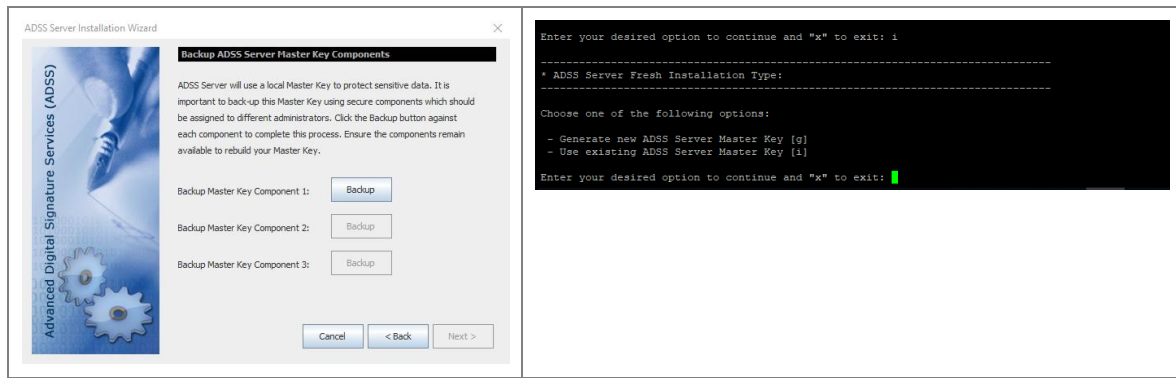 ADSS Server Installation Wizard
Advanced Digital Signature Services (ADSS)
Backup ADSS Server Master Key Components
ADSS Server will use a local Master Key to protect sensitive data. It is
important to back-up this Master Key using secure components which should
be assigned to different administrators. Click the Backup button against
each component to complete this process. Ensure the components remain
available to rebuild your Master Key.
Backup Master Key Component 1: Backup
Backup Master Key Component 2: Backup
Backup Master Key Component 3: Backup
Cancel < Back Next >
Enter your desired option to continue and "x" to exit: i
--------------------------------------------------------------------------------
* ADSS Server Fresh Installation Type:
--------------------------------------------------------------------------------
Choose one of the following options:
- Generate new ADSS Server Master Key [g]
- Use existing ADSS Server Master Key [i]
Enter your desired option to continue and "x" to exit: